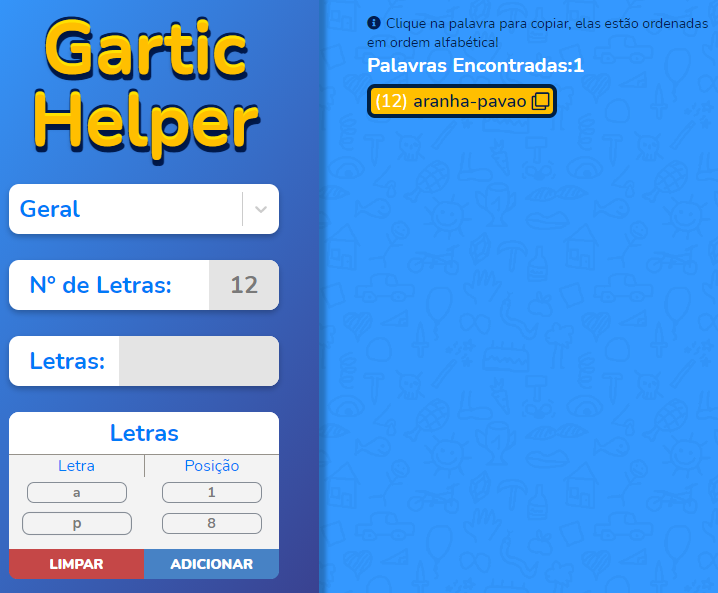 Gartic
Helper
Geral
Nº de Letras: 12
Letras:
Letras
Letra Posição
a 1
p 8
LIMPAR ADICIONAR
Clique na palavra para copiar, elas estão ordenadas
em ordem alfabética!
Palavras Encontradas:1
(12) aranha-pavao